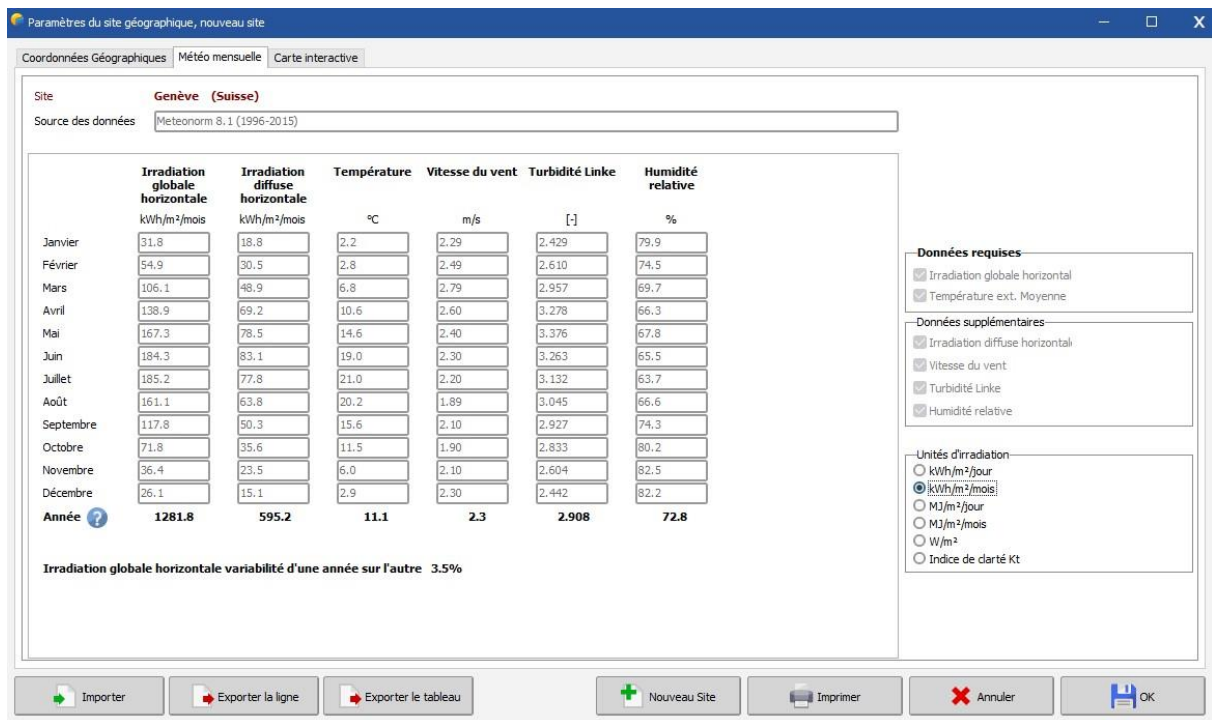 Paramètres du site géographique, nouveau site
Coordonnées Géographiques Météo mensuelle Carte interactive
Site Genève (Suisse)
Source des données Meteonorm 8.1 (1996-2015)
Irradiation globale horizontale Irradiation diffuse horizontale Température Vitesse du vent Turbidité Linke Humidité relative
kWh/m²/mois kWh/m²/mois °C m/s [-] %
Janvier 31.8 18.8 2.2 2.29 2.429 79.9
Février 54.9 30.5 2.8 2.49 2.610 74.5
Mars 106.1 48.9 6.8 2.79 2.957 69.7
Avril 138.9 69.2 10.6 2.60 3.278 66.3
Mai 167.3 78.5 14.6 2.40 3.376 67.8
Juin 184.3 83.1 19.0 2.30 3.263 65.5
Juillet 185.2 77.8 21.0 2.20 3.132 63.7
Août 161.1 63.8 20.2 1.89 3.045 66.6
Septembre 117.8 50.3 15.6 2.10 2.927 74.3
Octobre 71.8 35.6 11.5 1.90 2.833 80.2
Novembre 36.4 23.5 6.0 2.10 2.604 82.5
Décembre 26.1 15.1 2.9 2.30 2.442 82.2
Année ? 1281.8 595.2 11.1 2.3 2.908 72.8
Irradiation globale horizontale variabilité d'une année sur l'autre 3.5%
Données requises
Irradiation globale horizontal
Température ext. Moyenne
Données supplémentaires
Irradiation diffuse horizontal
Vitesse du vent
Turbidité Linke
Humidité relative
Unités d'irradiation
kWh/m²/jour
kWh/m²/mois
MJ/m²/jour
MJ/m²/mois
W/m²
Indice de clarté Kt
Importer Exporter la ligne Exporter le tableau Nouveau Site Imprimer Annuler OK